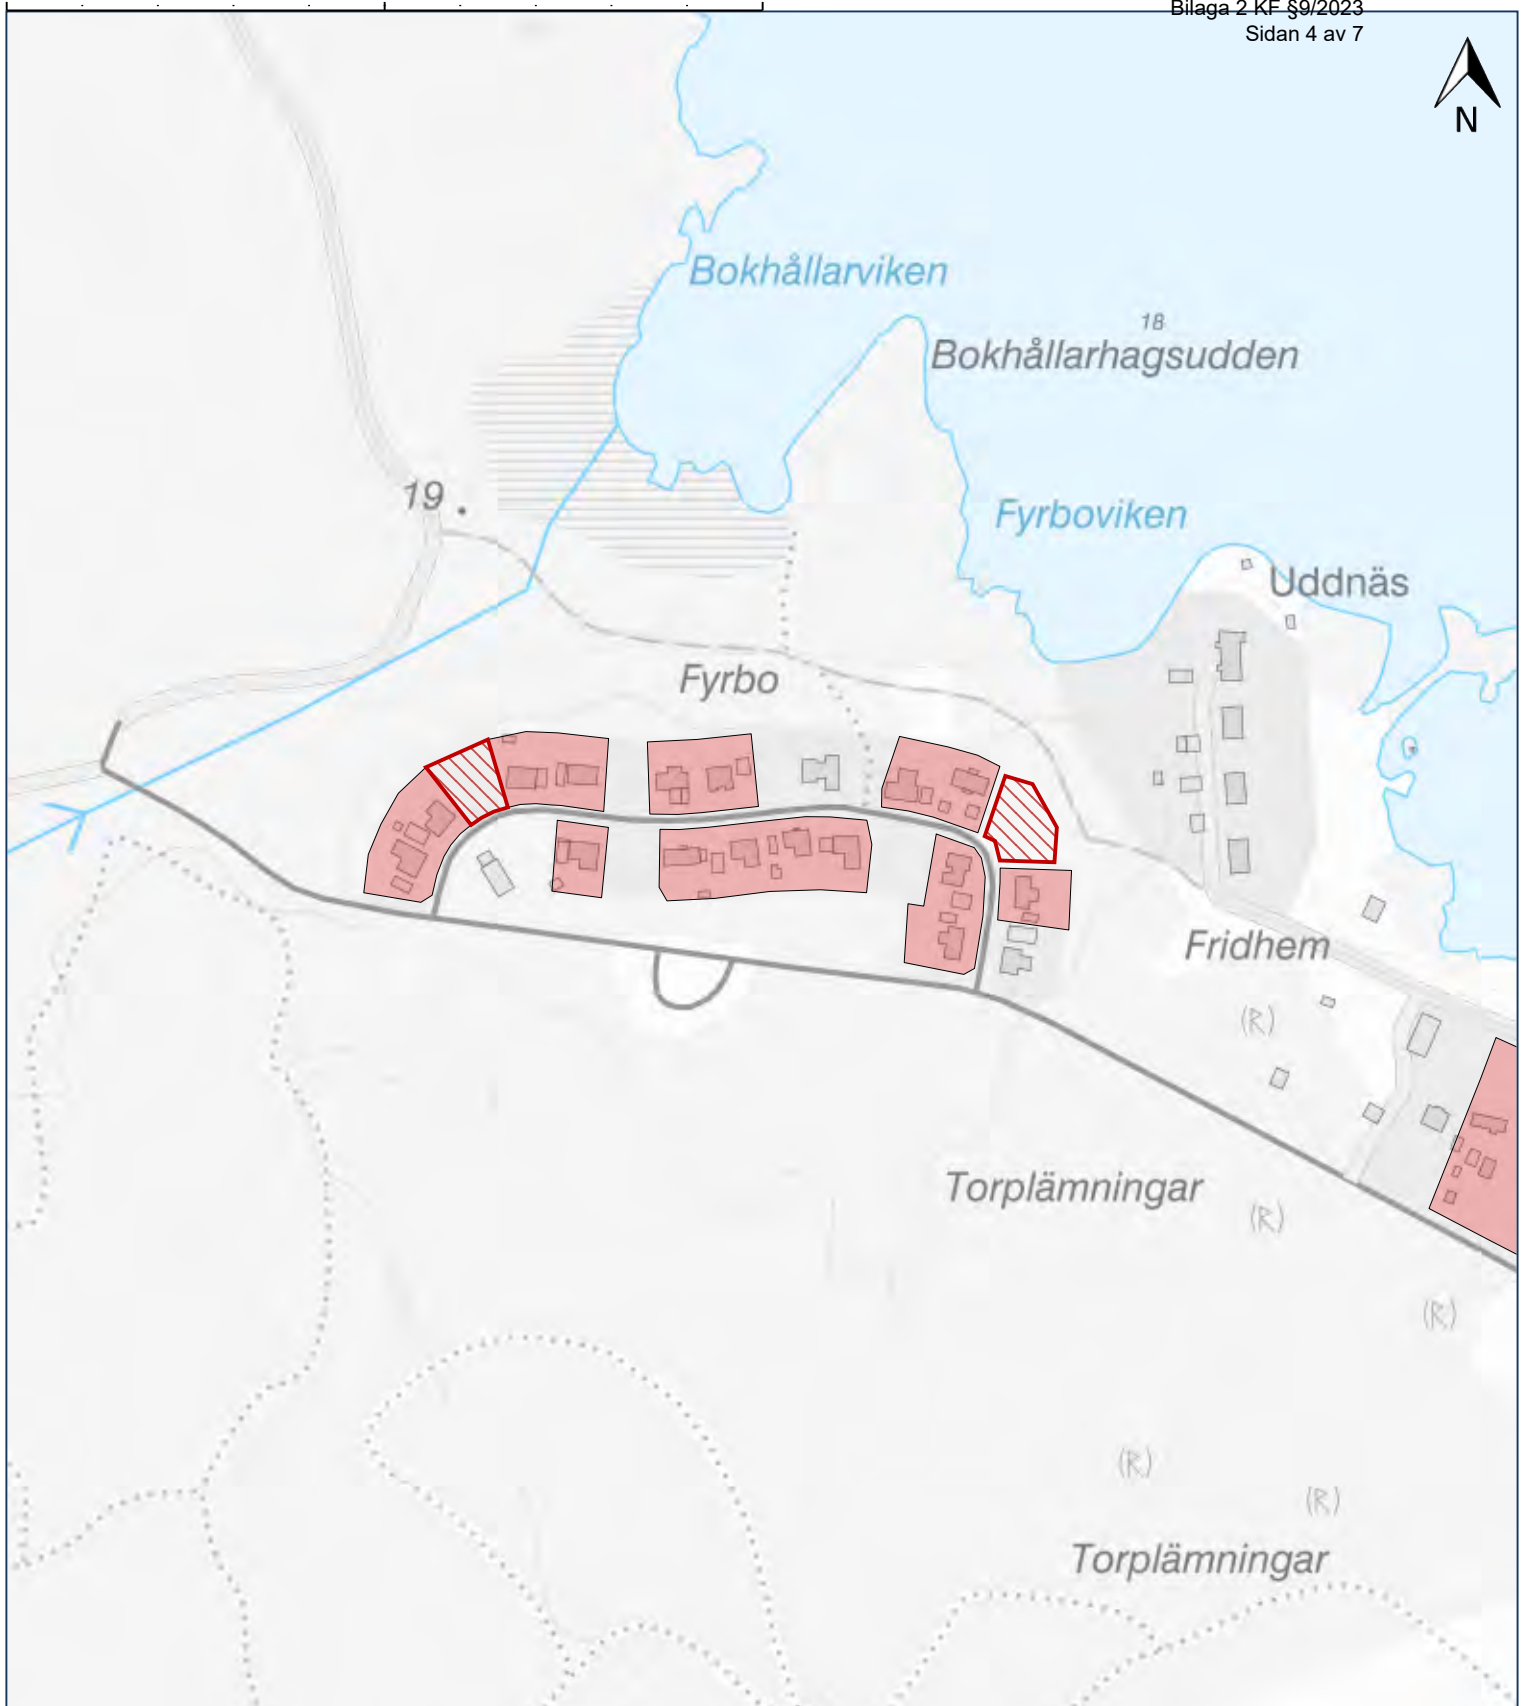 Bilaga 2 KF §9/2023
Sidan 4 av 7
N
Bokhållarviken
18
Bokhållarhagsudden
19
Fyrboviken
Uddnäs
Fyrbo
Fridhem
(R)
Torplämningar
(R)
(R)
(R)
(R)
Torplämningar